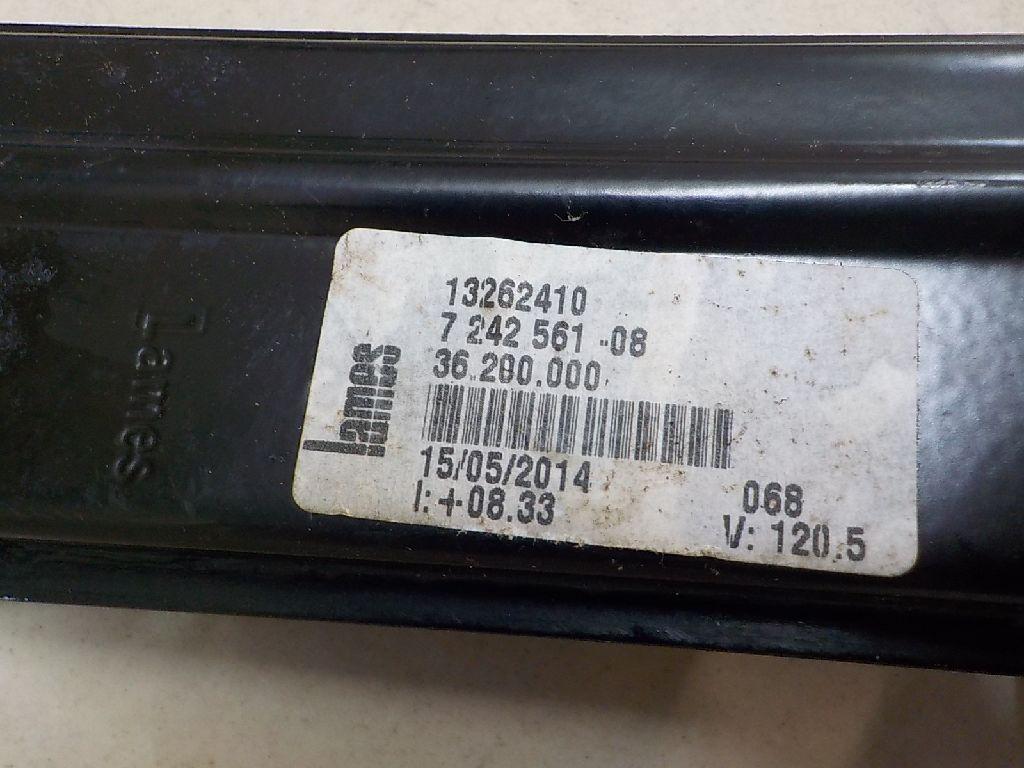 13262410
7 242 561 -08
36.200.000
Lames
15/05/2014
068
I: +08.33
V: 120.5
Lames